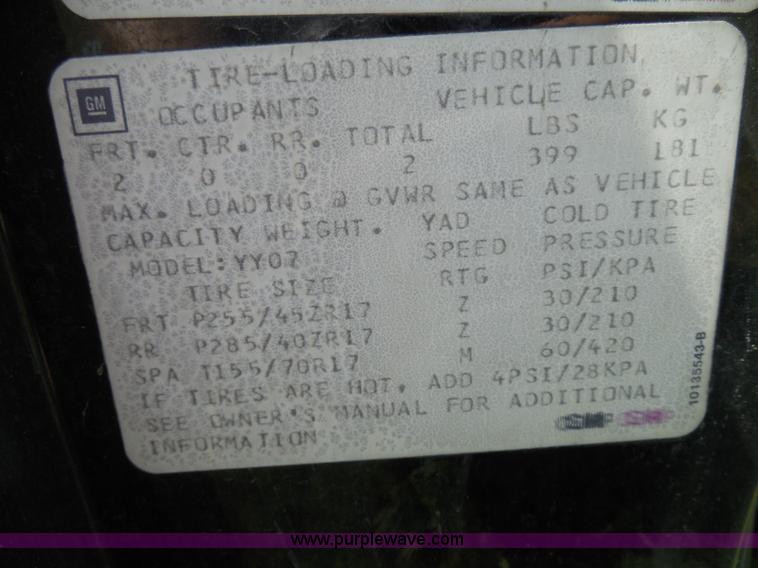 GM
TIRE-LOADING INFORMATION
OCCUPANTS VEHICLE CAP. WT.
FRT. CTR. RR. TOTAL LBS KG
2 0 0 2 399 181
MAX. LOADING @ GVWR SAME AS VEHICLE
CAPACITY WEIGHT. YAD COLD TIRE
MODEL:YY07 SPEED PRESSURE
TIRE SIZE RTG PSI/KPA
FRT P255/45ZR17 Z 30/210
RR P285/40ZR17 Z 30/210
SPA T155/70R17 M 60/420
IF TIRES ARE HOT, ADD 4PSI/28KPA
SEE OWNER'S MANUAL FOR ADDITIONAL
INFORMATION
10135543-B
www.purplewave.com